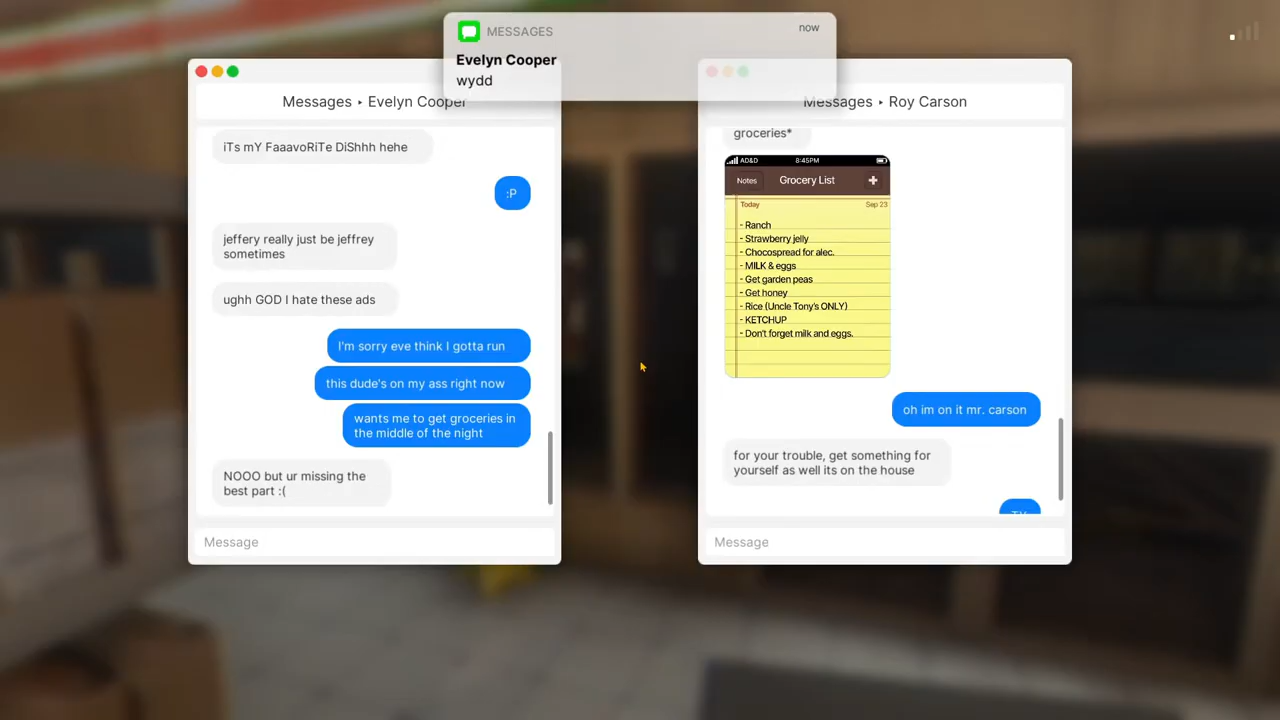 MESSAGES
now
Evelyn Cooper
wydd
Messages ‣ Evelyn Cooper
iTs mY FaaavoRiTe DiShhh hehe
:P
jeffery really just be jeffrey
sometimes
ughh GOD I hate these ads
I'm sorry eve think I gotta run
this dude's on my ass right now
wants me to get groceries in
the middle of the night
NOOO but ur missing the
best part :(
Message
Messages ‣ Roy Carson
groceries*
AD&D 8:45PM
Notes Grocery List +
Today Sep 23
- Ranch
- Strawberry jelly
- Chocospread for alec.
- MILK & eggs
- Get garden peas
- Get honey
- Rice (Uncle Tony's ONLY)
- KETCHUP
- Don't forget milk and eggs.
oh im on it mr. carson
for your trouble, get something for
yourself as well its on the house
Message